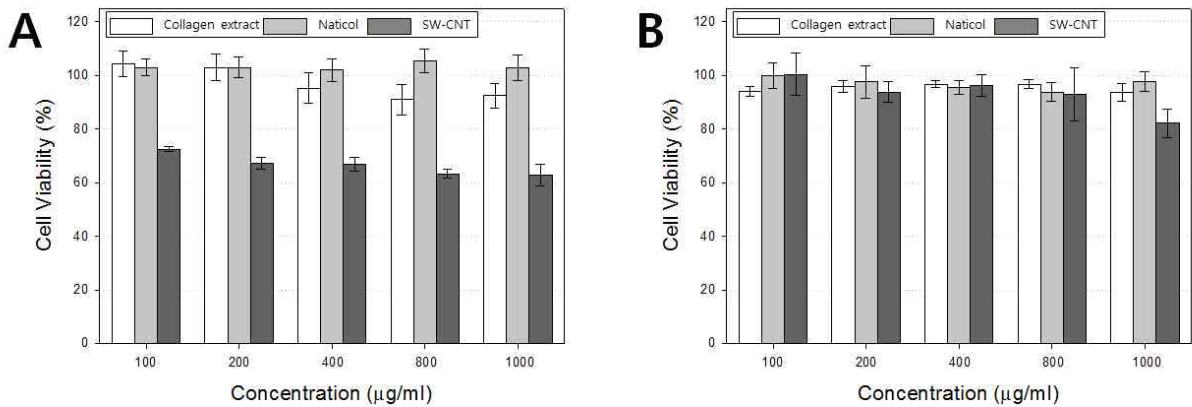 A
Collagen extract Naticol SW-CNT
120
100
80
60
40
20
0
Cell Viability (%)
100 200 400 800 1000
Concentration (μg/ml)
B
Collagen extract Naticol SW-CNT
120
100
80
60
40
20
0
Cell Viability (%)
100 200 400 800 1000
Concentration (μg/ml)